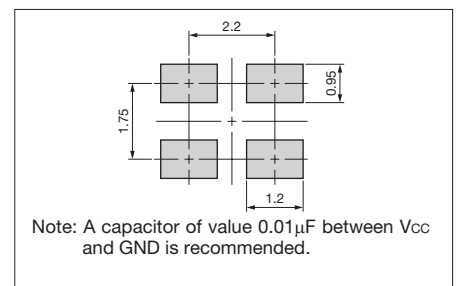 2.2
0.95
1.75
1.2
Note: A capacitor of value 0.01μF between Vcc
and GND is recommended.